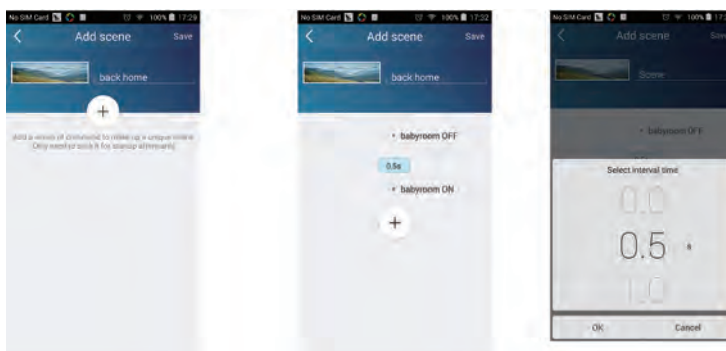 No SIM Card 100% 17:29
Add scene Save
back home
+
Add a series of command to make up a unique scene.
Only need to save it for startup afterwards
No SIM Card 100% 17:32
Add scene Save
back home
babyroom OFF
0.5s
babyroom ON
+
No SIM Card 100%
Add scene Save
Scene
babyroom OFF
Select interval time
0.0
0.5 s
1.0
OK Cancel